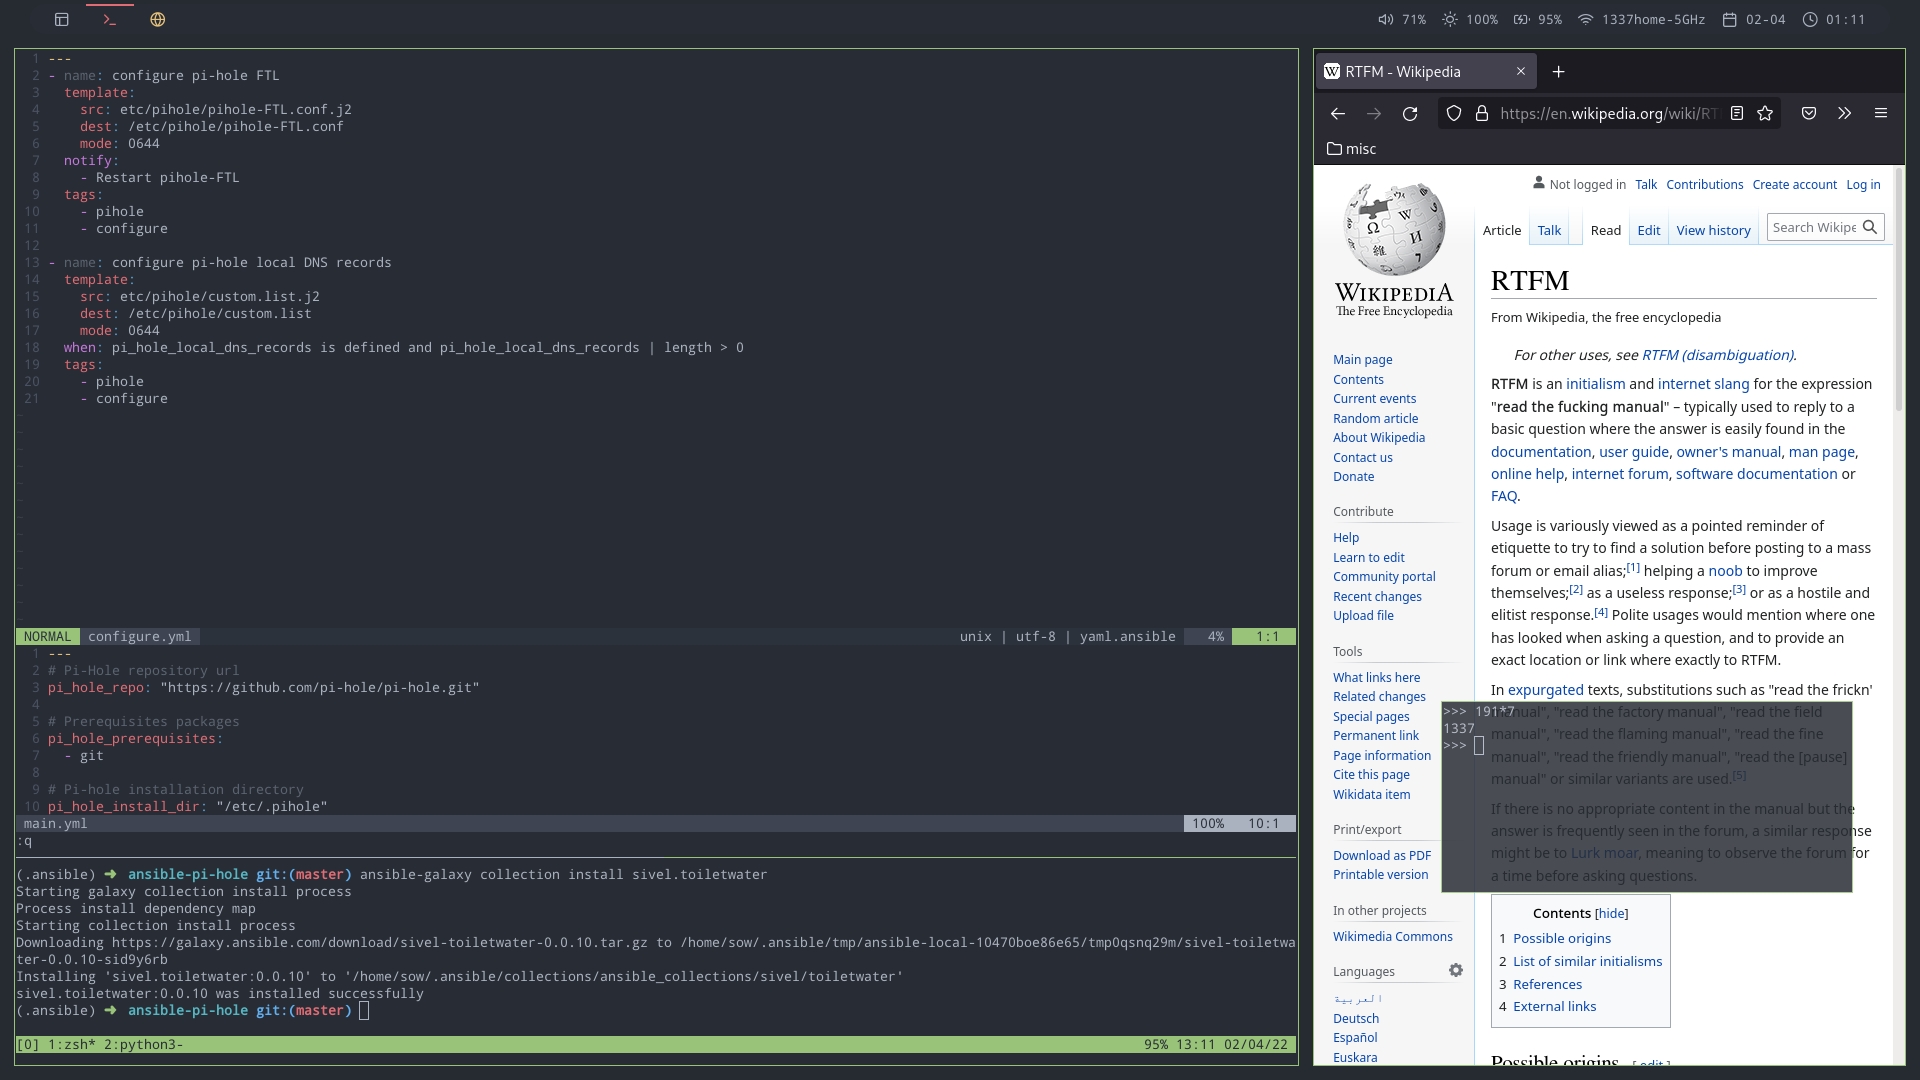 71% 100% 95% 1337home-5GHz 02-04 01:11
1 ---
2 - name: configure pi-hole FTL
3 template:
4 src: etc/pihole/pihole-FTL.conf.j2
5 dest: /etc/pihole/pihole-FTL.conf
6 mode: 0644
7 notify:
8 - Restart pihole-FTL
9 tags:
10 - pihole
11 - configure
12
13 - name: configure pi-hole local DNS records
14 template:
15 src: etc/pihole/custom.list.j2
16 dest: /etc/pihole/custom.list
17 mode: 0644
18 when: pi_hole_local_dns_records is defined and pi_hole_local_dns_records | length > 0
19 tags:
20 - pihole
21 - configure
NORMAL configure.yml unix | utf-8 | yaml.ansible 4% 1:1
1 ---
2 # Pi-Hole repository url
3 pi_hole_repo: "https://github.com/pi-hole/pi-hole.git"
4
5 # Prerequisites packages
6 pi_hole_prerequisites:
7 - git
8
9 # Pi-hole installation directory
10 pi_hole_install_dir: "/etc/.pihole"
main.yml 100% 10:1
:q
(.ansible) ➜ ansible-pi-hole git:(master) ansible-galaxy collection install sivel.toiletwater
Starting galaxy collection install process
Process install dependency map
Starting collection install process
Downloading https://galaxy.ansible.com/download/sivel-toiletwater-0.0.10.tar.gz to /home/sow/.ansible/tmp/ansible-local-10470boe86e65/tmp0qsnq29m/sivel-toiletwa
ter-0.0.10-sid9y6rb
Installing 'sivel.toiletwater:0.0.10' to '/home/sow/.ansible/collections/ansible_collections/sivel/toiletwater'
sivel.toiletwater:0.0.10 was installed successfully
(.ansible) ➜ ansible-pi-hole git:(master)
[0] 1:zsh* 2:python3- 95% 13:11 02/04/22
RTFM - Wikipedia
https://en.wikipedia.org/wiki/RT
misc
WIKIPEDIA
The Free Encyclopedia
Main page
Contents
Current events
Random article
About Wikipedia
Contact us
Donate
Contribute
Help
Learn to edit
Community portal
Recent changes
Upload file
Tools
What links here
Related changes
Special pages
Permanent link
Page information
Cite this page
Wikidata item
Print/export
Download as PDF
Printable version
In other projects
Wikimedia Commons
Languages
العربية
Deutsch
Español
Euskara
Not logged in Talk Contributions Create account Log in
Article Talk Read Edit View history Search Wikipe
RTFM
From Wikipedia, the free encyclopedia
For other uses, see RTFM (disambiguation).
RTFM is an initialism and internet slang for the expression
"read the fucking manual" – typically used to reply to a
basic question where the answer is easily found in the
documentation, user guide, owner's manual, man page,
online help, internet forum, software documentation or
FAQ.
Usage is variously viewed as a pointed reminder of
etiquette to try to find a solution before posting to a mass
forum or email alias;[1] helping a noob to improve
themselves;[2] as a useless response;[3] or as a hostile and
elitist response.[4] Polite usages would mention where one
has looked when asking a question, and to provide an
exact location or link where exactly to RTFM.
In expurgated texts, substitutions such as "read the frickn'
manual", "read the factory manual", "read the field
manual", "read the flaming manual", "read the fine
manual", "read the friendly manual", "read the [pause]
manual" or similar variants are used.[5]
If there is no appropriate content in the manual but the
answer is frequently seen in the forum, a similar response
might be to Lurk moar, meaning to observe the forum for
a time before asking questions.
>>> 191*7
1337
>>>
Contents [hide]
1 Possible origins
2 List of similar initialisms
3 References
4 External links
Possible origins [ edit ]